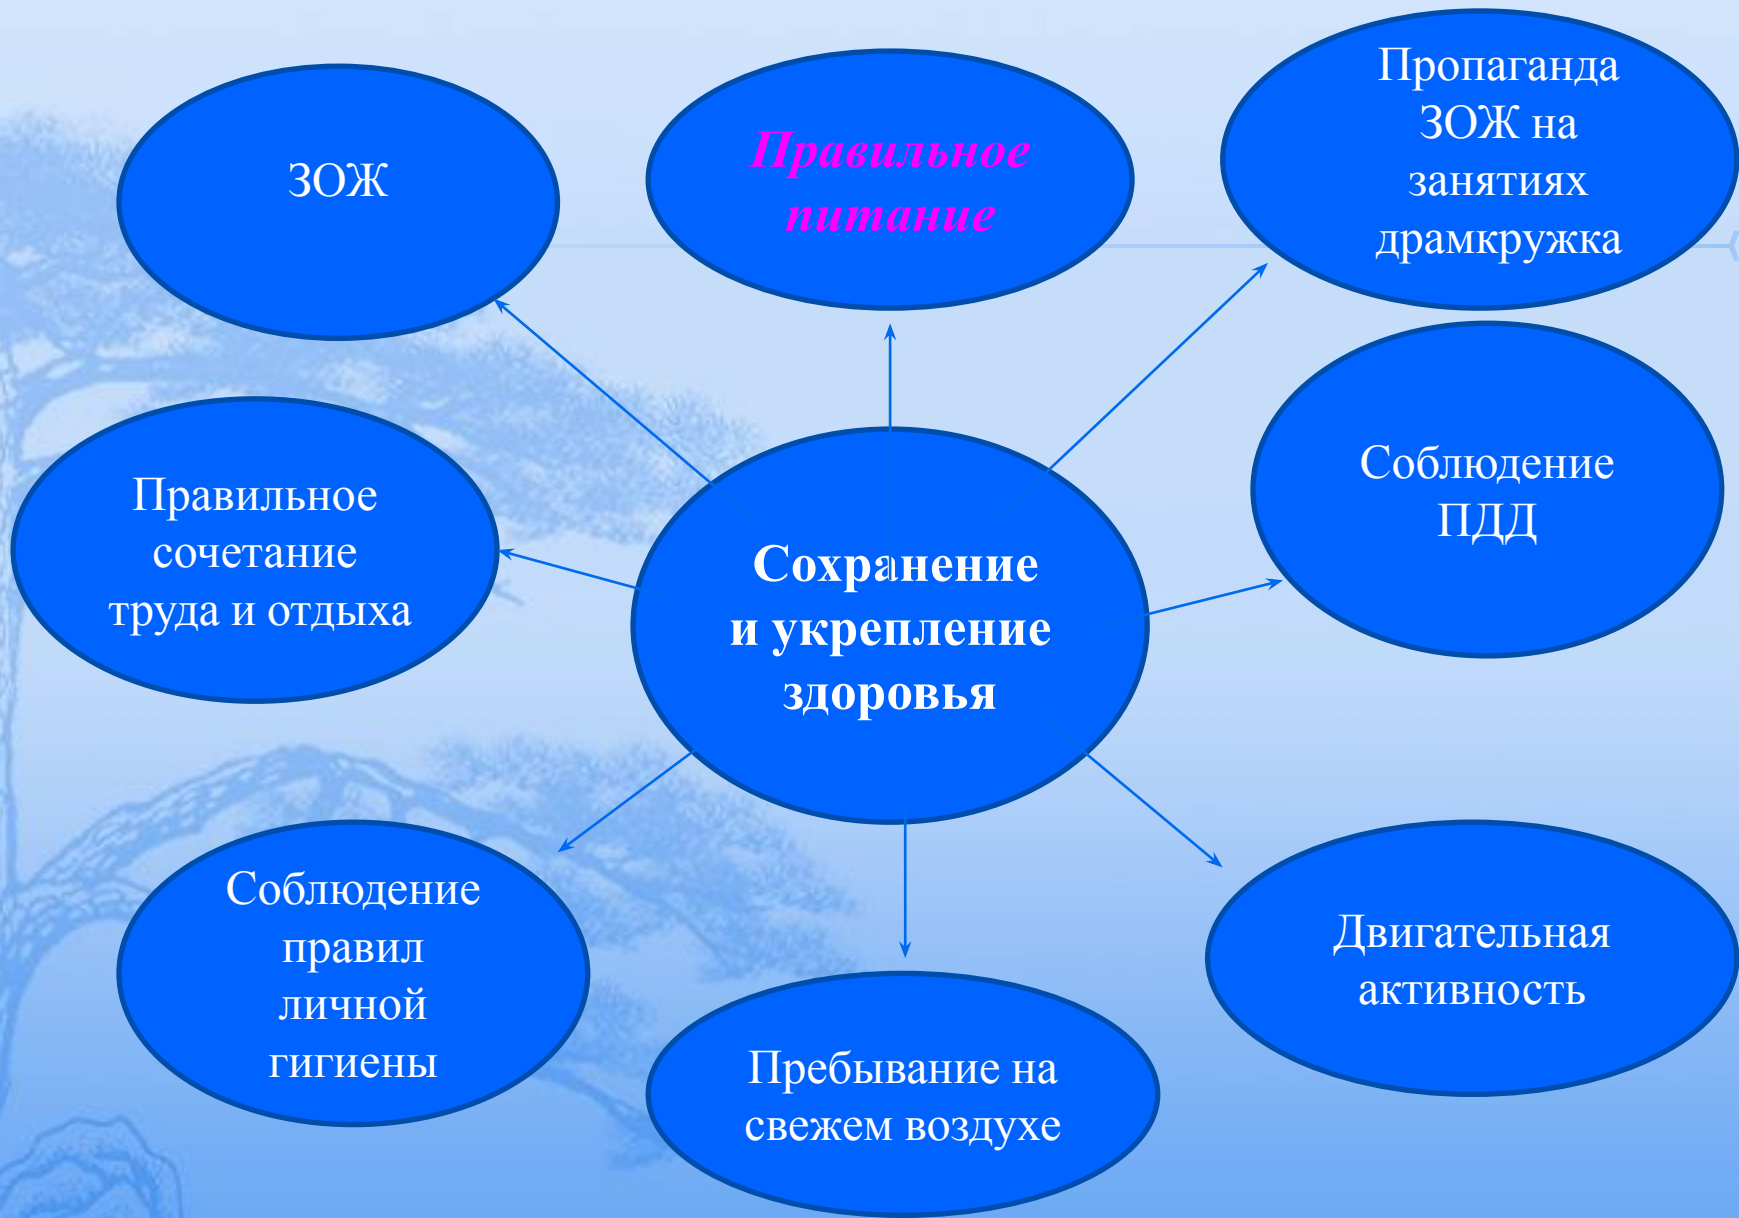 ЗОЖ
Правильное
питание
Пропаганда
ЗОЖ на
занятиях
драмкружка
Правильное
сочетание
труда и отдыха
Сохранение
и укрепление
здоровья
Соблюдение
ПДД
Соблюдение
правил
личной
гигиены
Пребывание на
свежем воздухе
Двигательная
активность